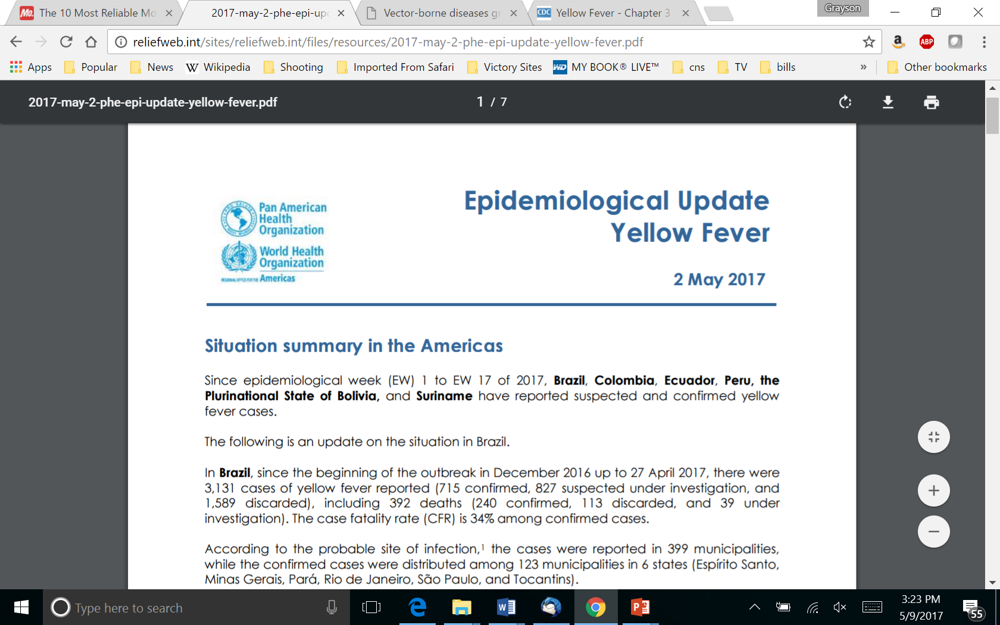 Mo. The 10 Most Reliable Mo
2017-may-2-phe-epi-upd
Vector-borne diseases gr
CDC Yellow Fever - Chapter 3
Grayson
reliefweb.int/sites/reliefweb.int/files/resources/2017-may-2-phe-epi-update-yellow-fever.pdf
ABP
Apps Popular News W Wikipedia Shooting Imported From Safari Victory Sites WD MY BOOK® LIVE™ cns TV bills » Other bookmarks
2017-may-2-phe-epi-update-yellow-fever.pdf 1 / 7
Pan American
Health
Organization
World Health
Organization
REGIONAL OFFICE FOR THE Americas
Epidemiological Update
Yellow Fever
2 May 2017
Situation summary in the Americas
Since epidemiological week (EW) 1 to EW 17 of 2017, Brazil, Colombia, Ecuador, Peru, the
Plurinational State of Bolivia, and Suriname have reported suspected and confirmed yellow
fever cases.
The following is an update on the situation in Brazil.
In Brazil, since the beginning of the outbreak in December 2016 up to 27 April 2017, there were
3,131 cases of yellow fever reported (715 confirmed, 827 suspected under investigation, and
1,589 discarded), including 392 deaths (240 confirmed, 113 discarded, and 39 under
investigation). The case fatality rate (CFR) is 34% among confirmed cases.
According to the probable site of infection,¹ the cases were reported in 399 municipalities,
while the confirmed cases were distributed among 123 municipalities in 6 states (Espírito Santo,
Minas Gerais, Pará, Rio de Janeiro, São Paulo, and Tocantins).
Type here to search
3:23 PM
5/9/2017
55